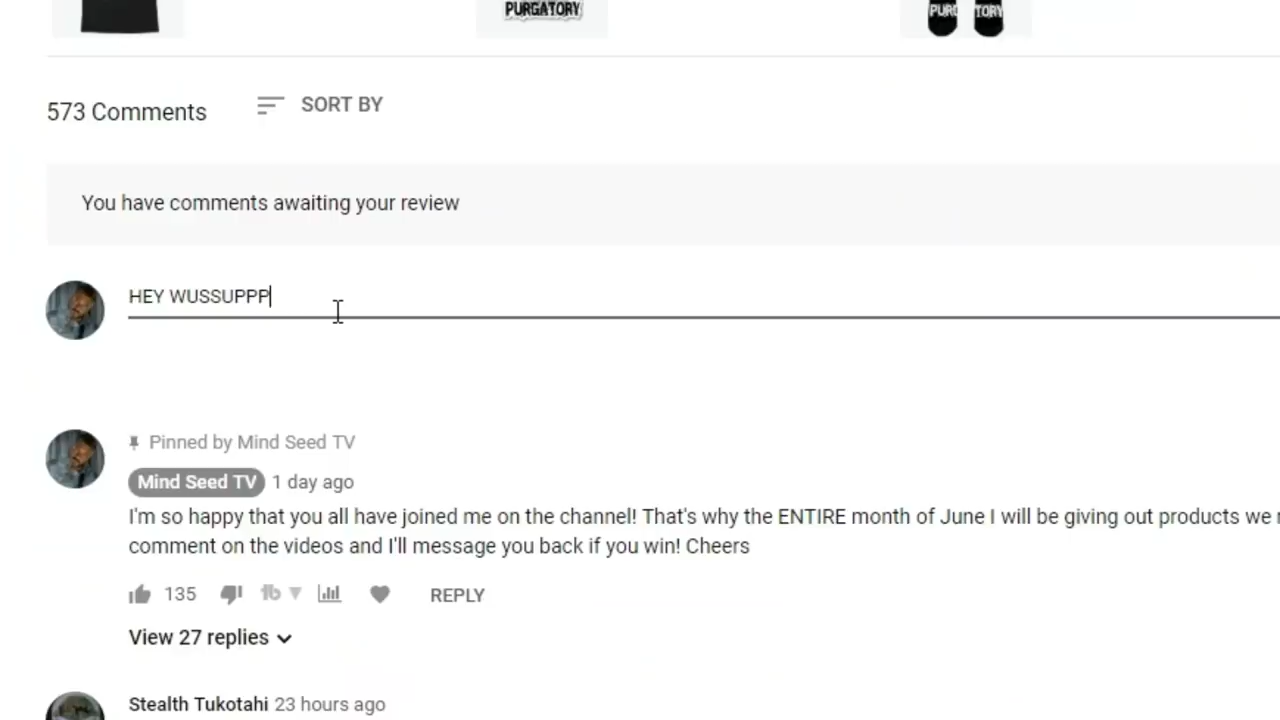 PURGATORY
PURG TORY
573 Comments
SORT BY
You have comments awaiting your review
HEY WUSSUPPP
Pinned by Mind Seed TV
Mind Seed TV 1 day ago
I'm so happy that you all have joined me on the channel! That's why the ENTIRE month of June I will be giving out products we
comment on the videos and I'll message you back if you win! Cheers
135
REPLY
View 27 replies
Stealth Tukotahi 23 hours ago